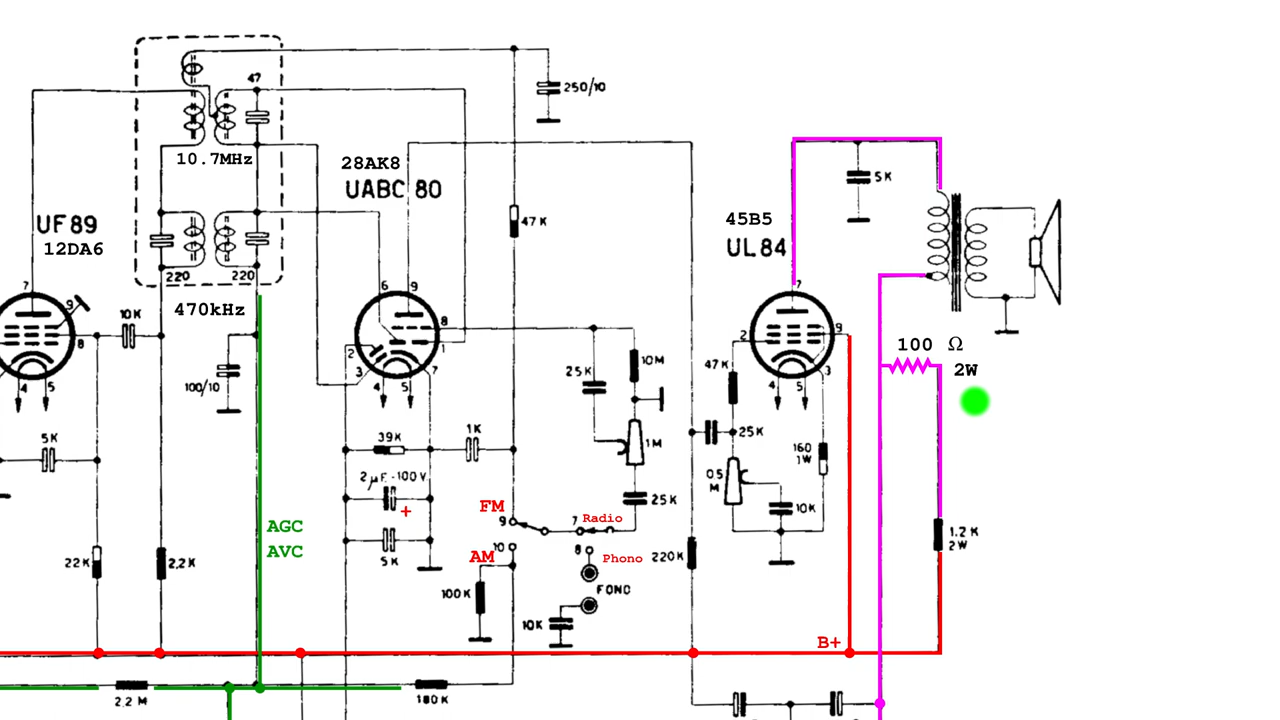 47
250/10
10.7MHz
28AK8
UABC 80
UF89
12DA6
47K
5K
45B5
UL84
220
220
470kHz
7
9
8
4
5
10K
6
9
8
1
2
3
4
5
7
7
2
9
3
4
5
100 Ω
2W
100/10
10M
25K
47K
25K
1M
160
1W
5K
39K
1K
2µF-100V
+
0.5
M
25K
10K
FM
9
7
Radio
AGC
AVC
5K
AM
10
8
Phono
220K
1.2K
2W
22K
2,2K
100K
FONO
10K
B+
2.2 M
180K